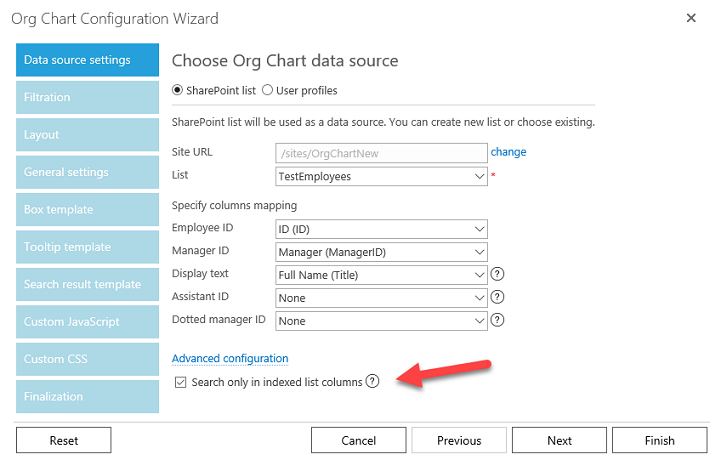 Org Chart Configuration Wizard
Data source settings
Filtration
Layout
General settings
Box template
Tooltip template
Search result template
Custom JavaScript
Custom CSS
Finalization
Choose Org Chart data source
SharePoint list User profiles
SharePoint list will be used as a data source. You can create new list or choose existing.
Site URL /sites/OrgChartNew change
List TestEmployees *
Specify columns mapping
Employee ID ID (ID)
Manager ID Manager (ManagerID)
Display text Full Name (Title) ?
Assistant ID None ?
Dotted manager ID None ?
Advanced configuration
Search only in indexed list columns ?
Reset Cancel Previous Next Finish